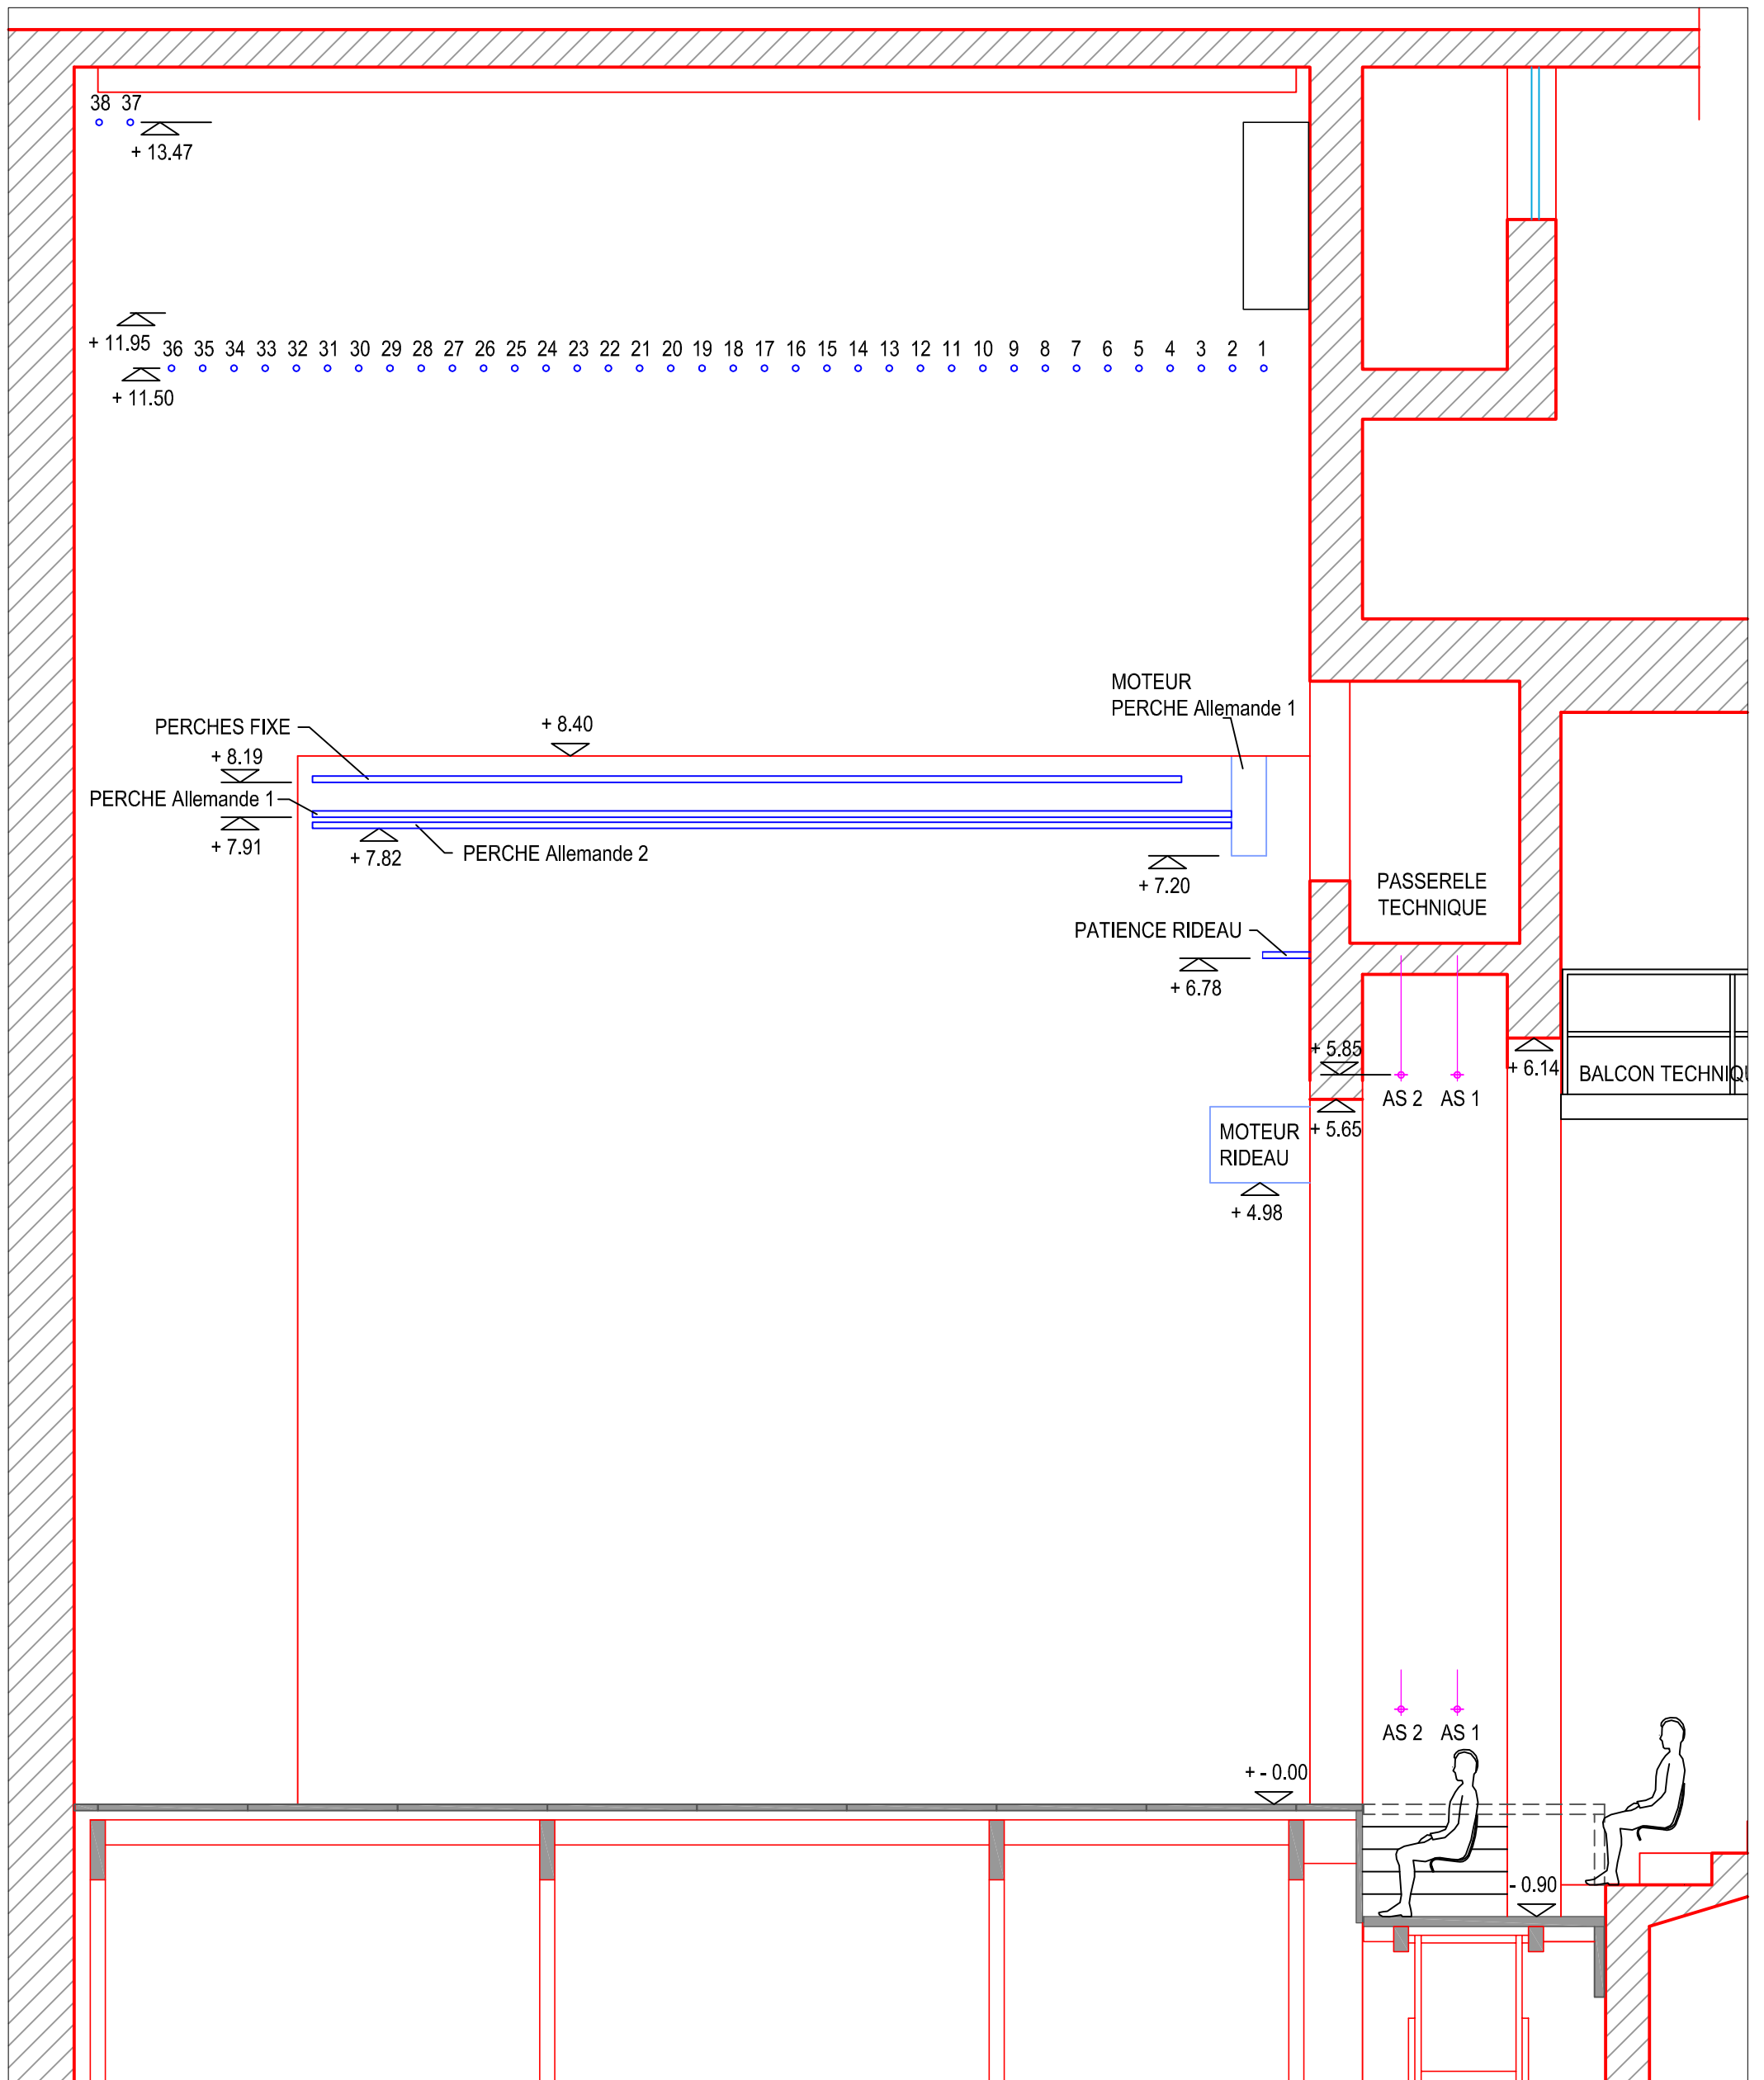 38 37
+ 13.47
+ 11.95
36 35 34 33 32 31 30 29 28 27 26 25 24 23 22 21 20 19 18 17 16 15 14 13 12 11 10 9 8 7 6 5 4 3 2 1
+ 11.50
MOTEUR
PERCHE Allemande 1
PERCHES FIXE
+ 8.40
+ 8.19
PERCHE Allemande 1
+ 7.91
+ 7.82
PERCHE Allemande 2
+ 7.20
PASSERELE
TECHNIQUE
PATIENCE RIDEAU
+ 6.78
+ 5.85
+ 6.14
BALCON TECHNIQU
AS 2 AS 1
MOTEUR
RIDEAU
+ 5.65
+ 4.98
AS 2 AS 1
+ - 0.00
- 0.90